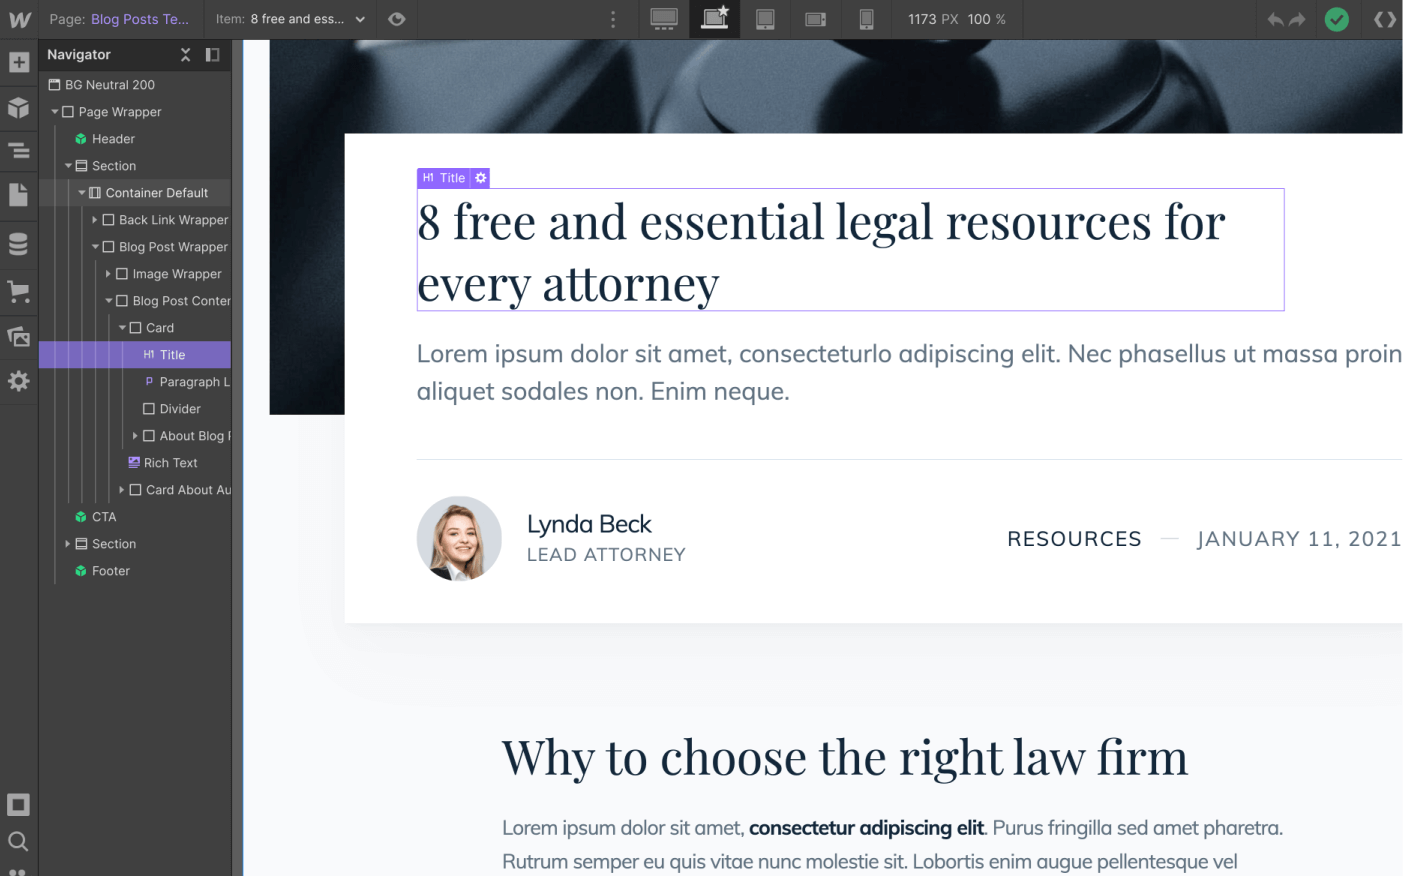 Page: Blog Posts Te...
Item: 8 free and ess...
1173 PX 100 %
Navigator
BG Neutral 200
Page Wrapper
Header
Section
Container Default
Back Link Wrapper
Blog Post Wrapper
Image Wrapper
Blog Post Conter
Card
H1 Title
P Paragraph L
Divider
About Blog P
Rich Text
Card About Au
CTA
Section
Footer
H1 Title
8 free and essential legal resources for
every attorney
Lorem ipsum dolor sit amet, consecteturlo adipiscing elit. Nec phasellus ut massa proin
aliquet sodales non. Enim neque.
Lynda Beck
LEAD ATTORNEY
RESOURCES — JANUARY 11, 2021
Why to choose the right law firm
Lorem ipsum dolor sit amet, consectetur adipiscing elit. Purus fringilla sed amet pharetra.
Rutrum semper eu quis vitae nunc molestie sit. Lobortis enim augue pellentesque vel